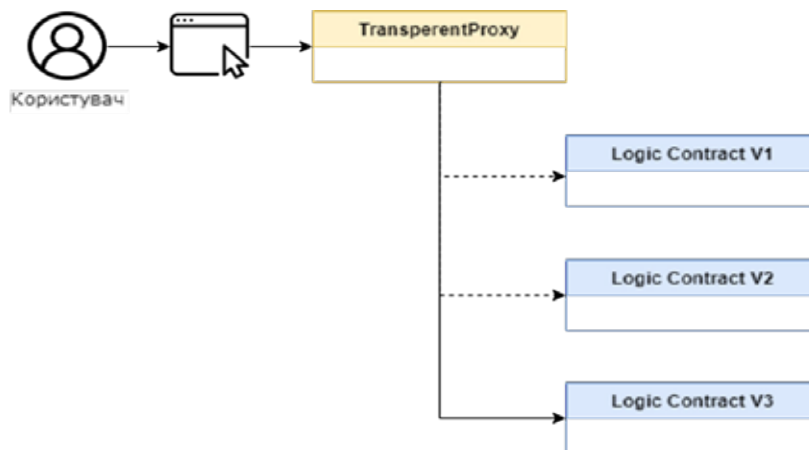 TransperentProxy
Користувач
Logic Contract V1
Logic Contract V2
Logic Contract V3